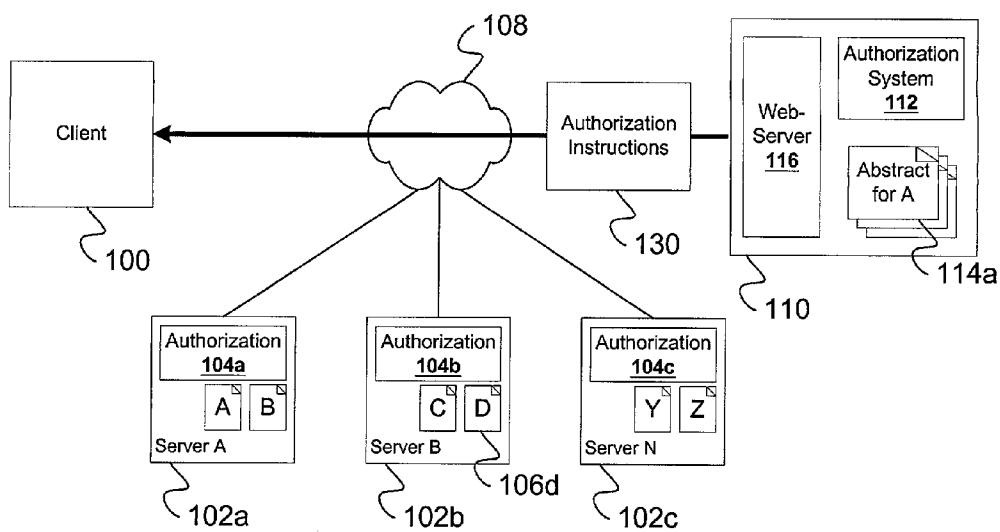 108
Client
Authorization
Instructions
Web-
Server
116
Authorization
System
112
Abstract
for A
100
130
110
114a
Authorization
104a
A B
Server A
Authorization
104b
C D
Server B
Authorization
104c
Y Z
Server N
106d
102a
102b
102c